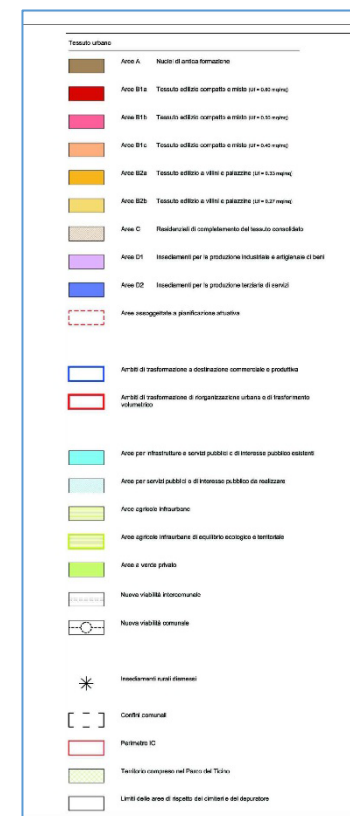 Tessuto urbano
Aree A Nuclei di antica formazione
Aree B1a Tessuto edilizio compatto e misto
Aree B1b Tessuto edilizio compatto e misto
Aree B1c Tessuto edilizio compatto e misto
Aree B2a Tessuto edilizio a villini e palazzine
Aree B2b Tessuto edilizio a villini e palazzine
Aree C Residenziali di completamento del tessuto consolidato
Aree D1 Insediamenti per la produzione industriale e artigianale di beni
Aree D2 Insediamenti per la produzione terziaria di servizi
Aree assoggettate a pianificazione attuativa
Ambiti di trasformazione a destinazione commerciale e produttiva
Ambiti di trasformazione di riorganizzazione urbana e di trasferimento
volumetrico
Aree per infrastrutture e servizi pubblici o di interesse pubblico esistenti
Aree per servizi pubblici o di interesse pubblico da realizzare
Aree agricole infraurbane
Aree agricole infraurbane di equilibrio ecologico e territoriale
Aree a verde privato
Nuova viabilità intercomunale
Nuova viabilità comunale
Insediamenti rurali dismessi
Confini comunali
Perimetro IC
Territorio compreso nel Parco del Ticino
Limiti delle aree di rispetto dei cimiteri e del depuratore